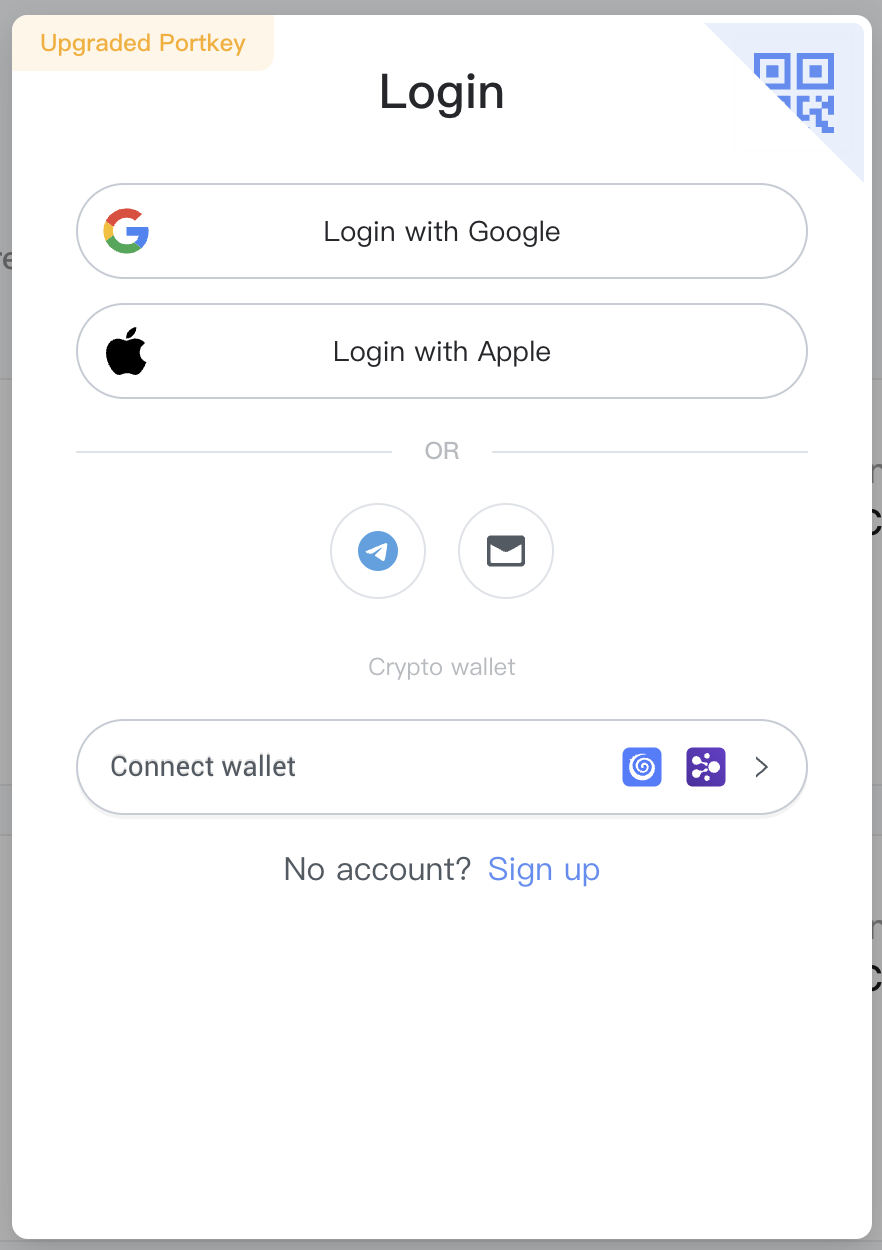 Upgraded Portkey
Login
Login with Google
Login with Apple
OR
Crypto wallet
Connect wallet
No account? Sign up